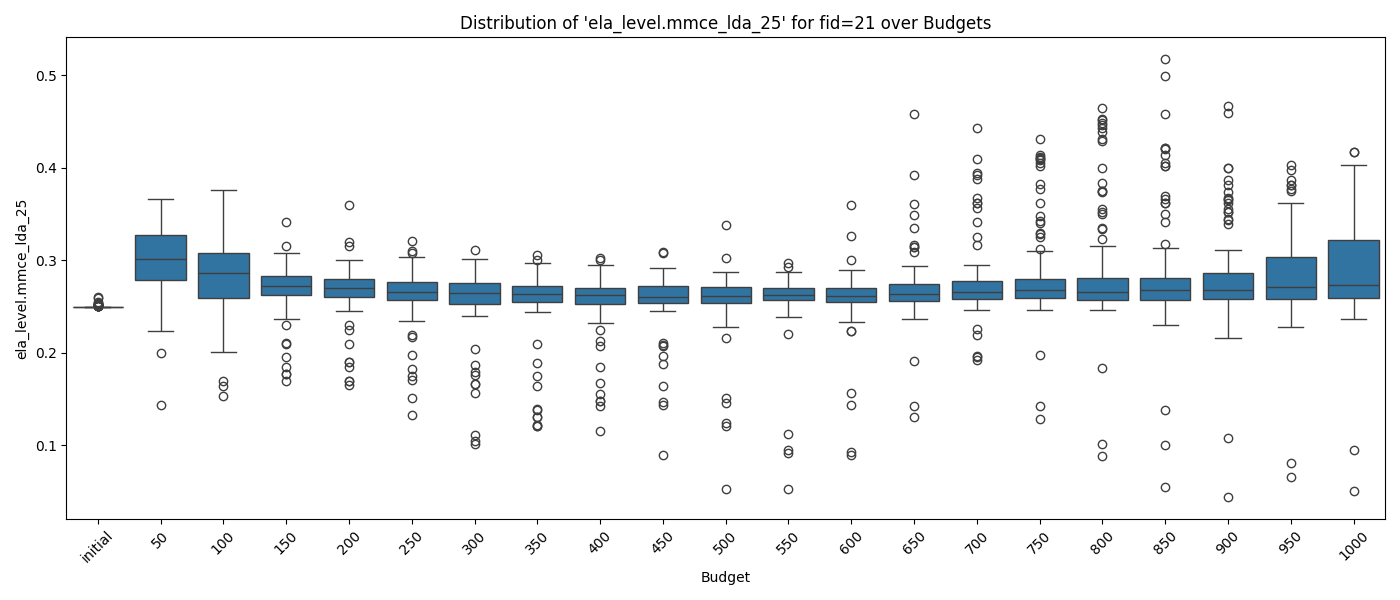 Distribution of 'ela_level.mmce_lda_25' for fid=21 over Budgets
ela_level.mmce_lda_25
0.5
0.4
0.3
0.2
0.1
initial 50 100 150 200 250 300 350 400 450 500 550 600 650 700 750 800 850 900 950 1000
Budget